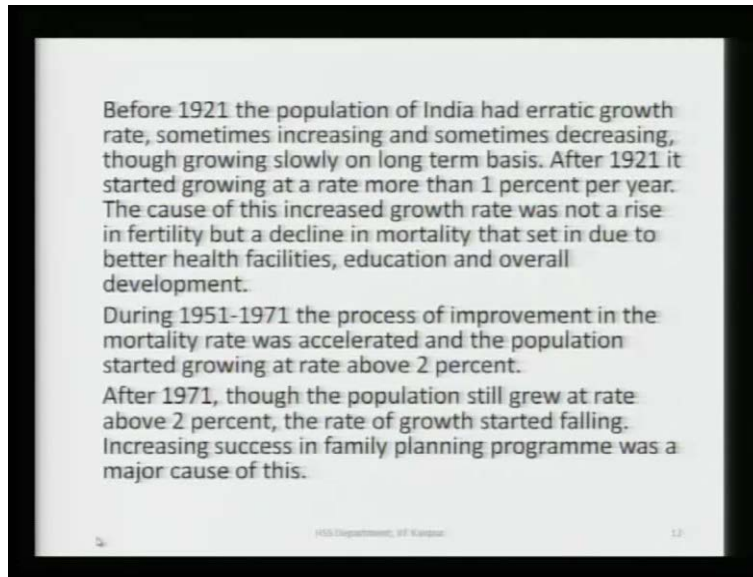 Before 1921 the population of India had erratic growth
rate, sometimes increasing and sometimes decreasing,
though growing slowly on long term basis. After 1921 it
started growing at a rate more than 1 percent per year.
The cause of this increased growth rate was not a rise
in fertility but a decline in mortality that set in due to
better health facilities, education and overall
development.
During 1951-1971 the process of improvement in the
mortality rate was accelerated and the population
started growing at rate above 2 percent.
After 1971, though the population still grew at rate
above 2 percent, the rate of growth started falling.
Increasing success in family planning programme was a
major cause of this.
HSS Department, IIT Kanpur
12